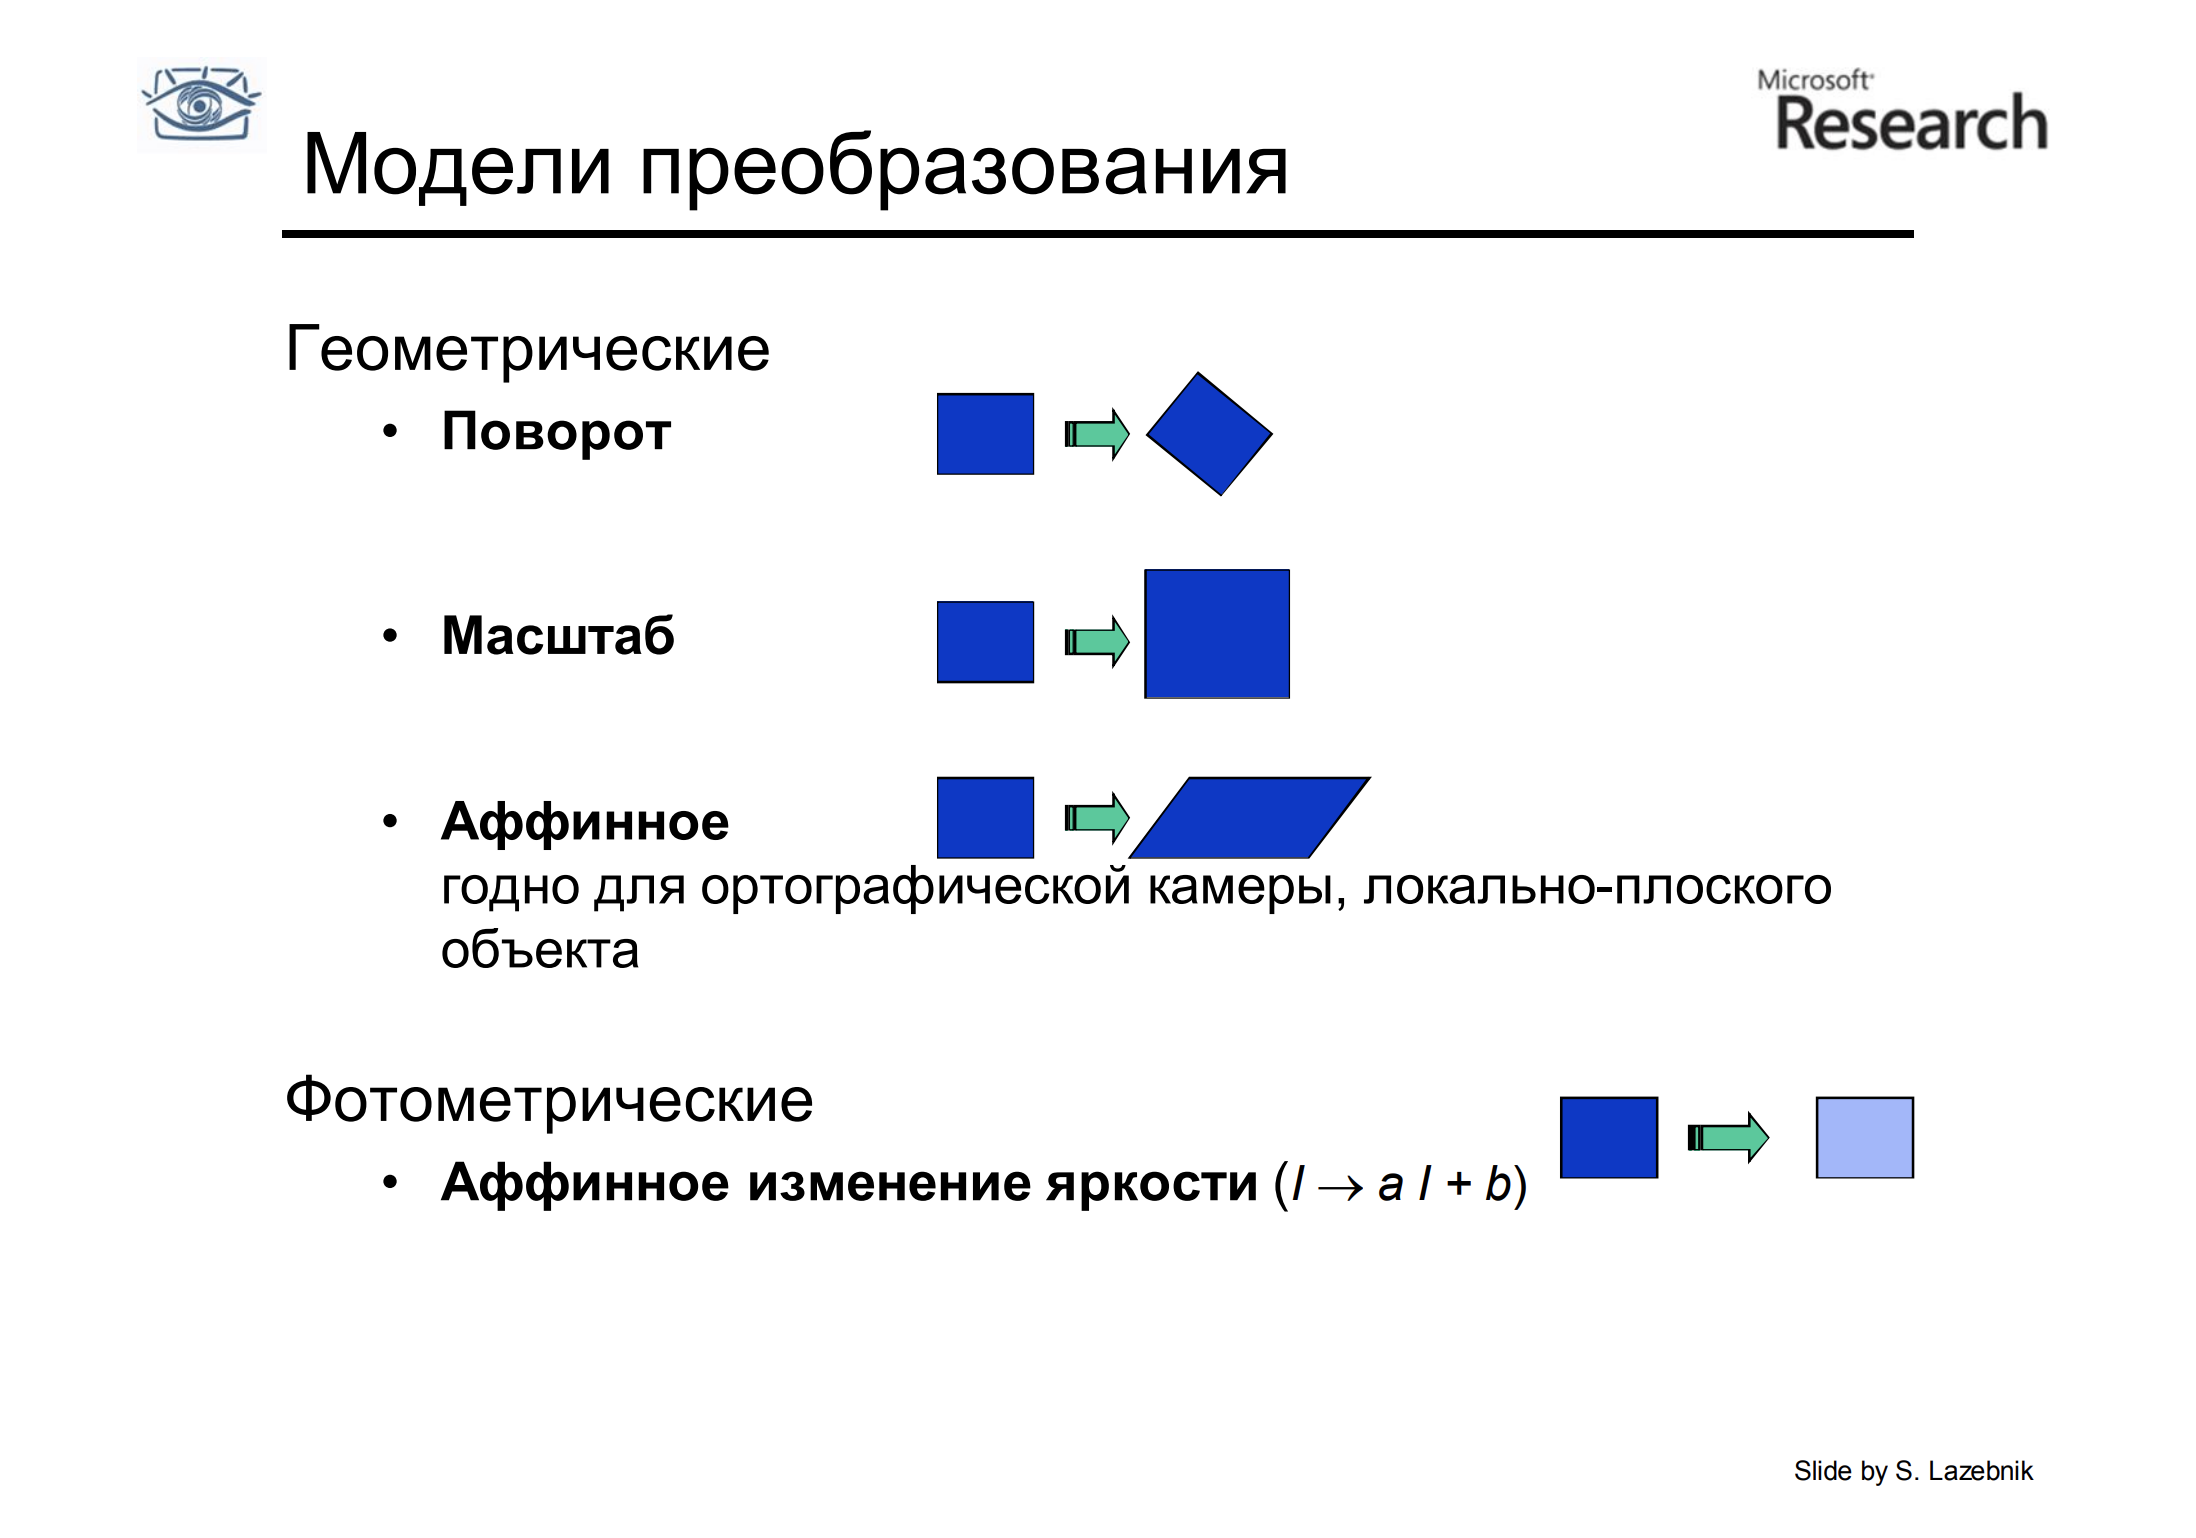 Microsoft
Research
Модели преобразования
Геометрические
• Поворот
• Масштаб
• Аффинное
годно для ортографической камеры, локально-плоского
объекта
Фотометрические
• Аффинное изменение яркости (I → a I + b)
Slide by S. Lazebnik